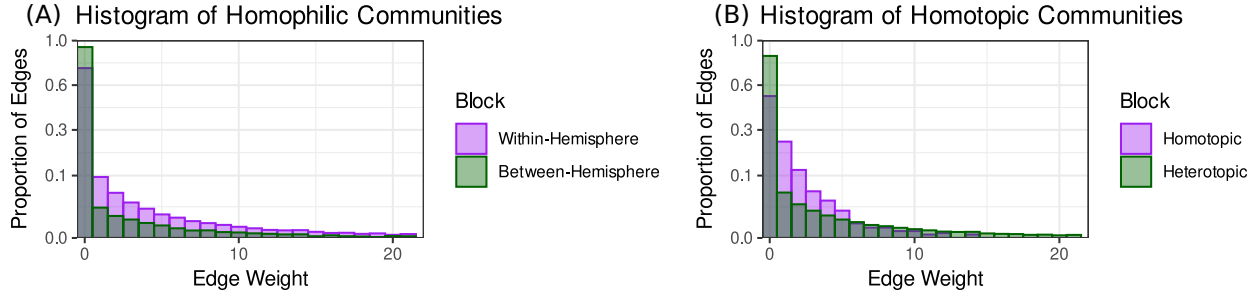 (A) Histogram of Homophilic Communities
Proportion of Edges
1.0
0.6
0.3
0.1
0.0
0
10
20
Edge Weight
Block
Within-Hemisphere
Between-Hemisphere
(B) Histogram of Homotopic Communities
Proportion of Edges
1.0
0.6
0.3
0.1
0.0
0
10
20
Edge Weight
Block
Homotopic
Heterotopic